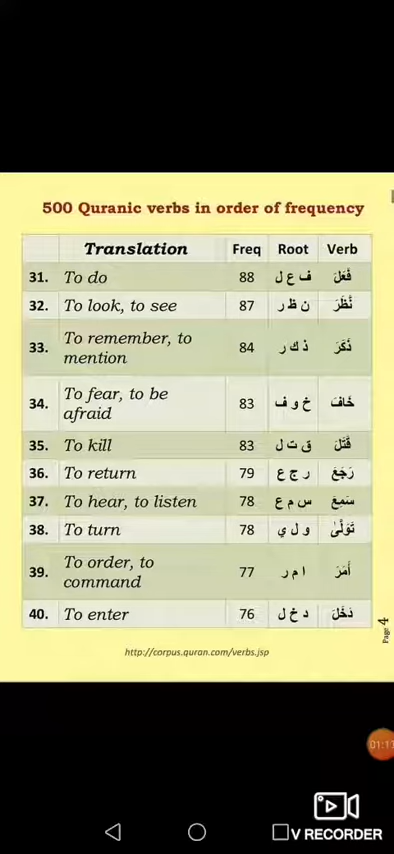 500 Quranic verbs in order of frequency
Translation Freq Root Verb
31. To do 88 ف ع ل فَعَلَ
32. To look, to see 87 ن ظ ر نَّظَرَ
33. To remember, to
mention 84 ذ ك ر ذَكَرَ
34. To fear, to be
afraid 83 خ و ف خَافَ
35. To kill 83 ق ت ل قَتَلَ
36. To return 79 ر ج ع رَجَعَ
37. To hear, to listen 78 س م ع سَمِعَ
38. To turn 78 و ل ي تَوَلَّىٰ
39. To order, to
command 77 ا م ر أَمَرَ
40. To enter 76 د خ ل دَخَلَ
Page 4
http://corpus.quran.com/verbs.jsp
V RECORDER